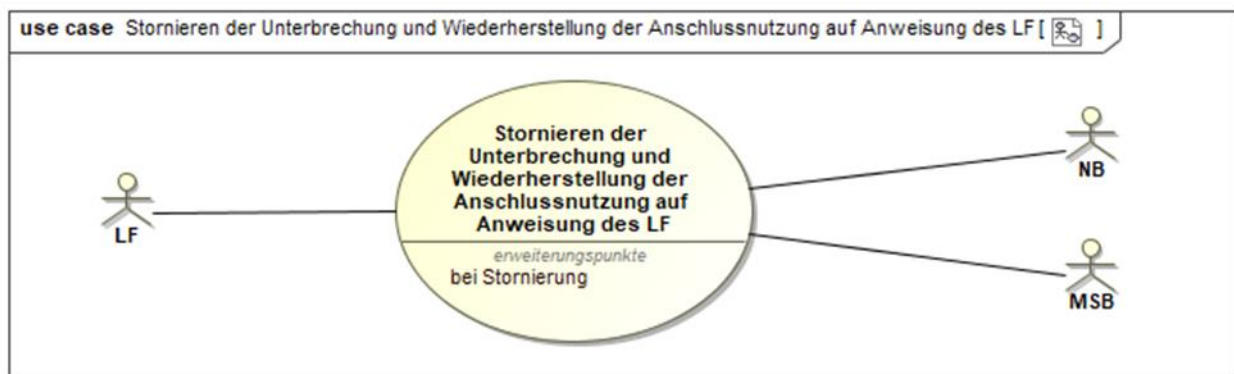 use case Stornieren der Unterbrechung und Wiederherstellung der Anschlussnutzung auf Anweisung des LF [ ]
Stornieren der
Unterbrechung und
Wiederherstellung der
Anschlussnutzung auf
Anweisung des LF
erweiterungspunkte
bei Stornierung
LF
NB
MSB